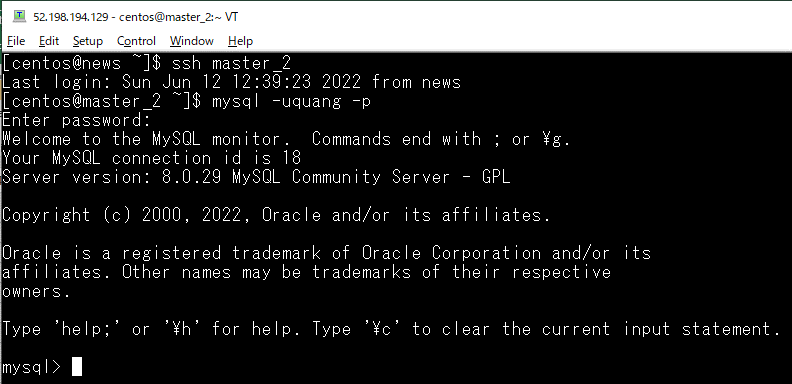 52.198.194.129 - centos@master_2:~ VT
File Edit Setup Control Window Help
[centos@news ~]$ ssh master_2
Last login: Sun Jun 12 12:39:23 2022 from news
[centos@master_2 ~]$ mysql -uquang -p
Enter password:
Welcome to the MySQL monitor.  Commands end with ; or ¥g.
Your MySQL connection id is 18
Server version: 8.0.29 MySQL Community Server - GPL
Copyright (c) 2000, 2022, Oracle and/or its affiliates.
Oracle is a registered trademark of Oracle Corporation and/or its
affiliates. Other names may be trademarks of their respective
owners.
Type 'help;' or '¥h' for help. Type '¥c' to clear the current input statement.
mysql>